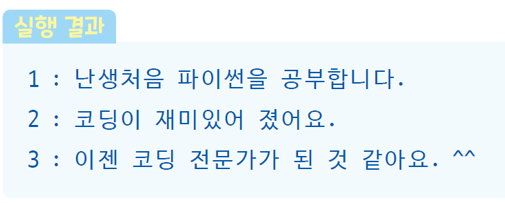 실행 결과
1 : 난생처음 파이썬을 공부합니다.
2 : 코딩이 재미있어 졌어요.
3 : 이젠 코딩 전문가가 된 것 같아요. ^^